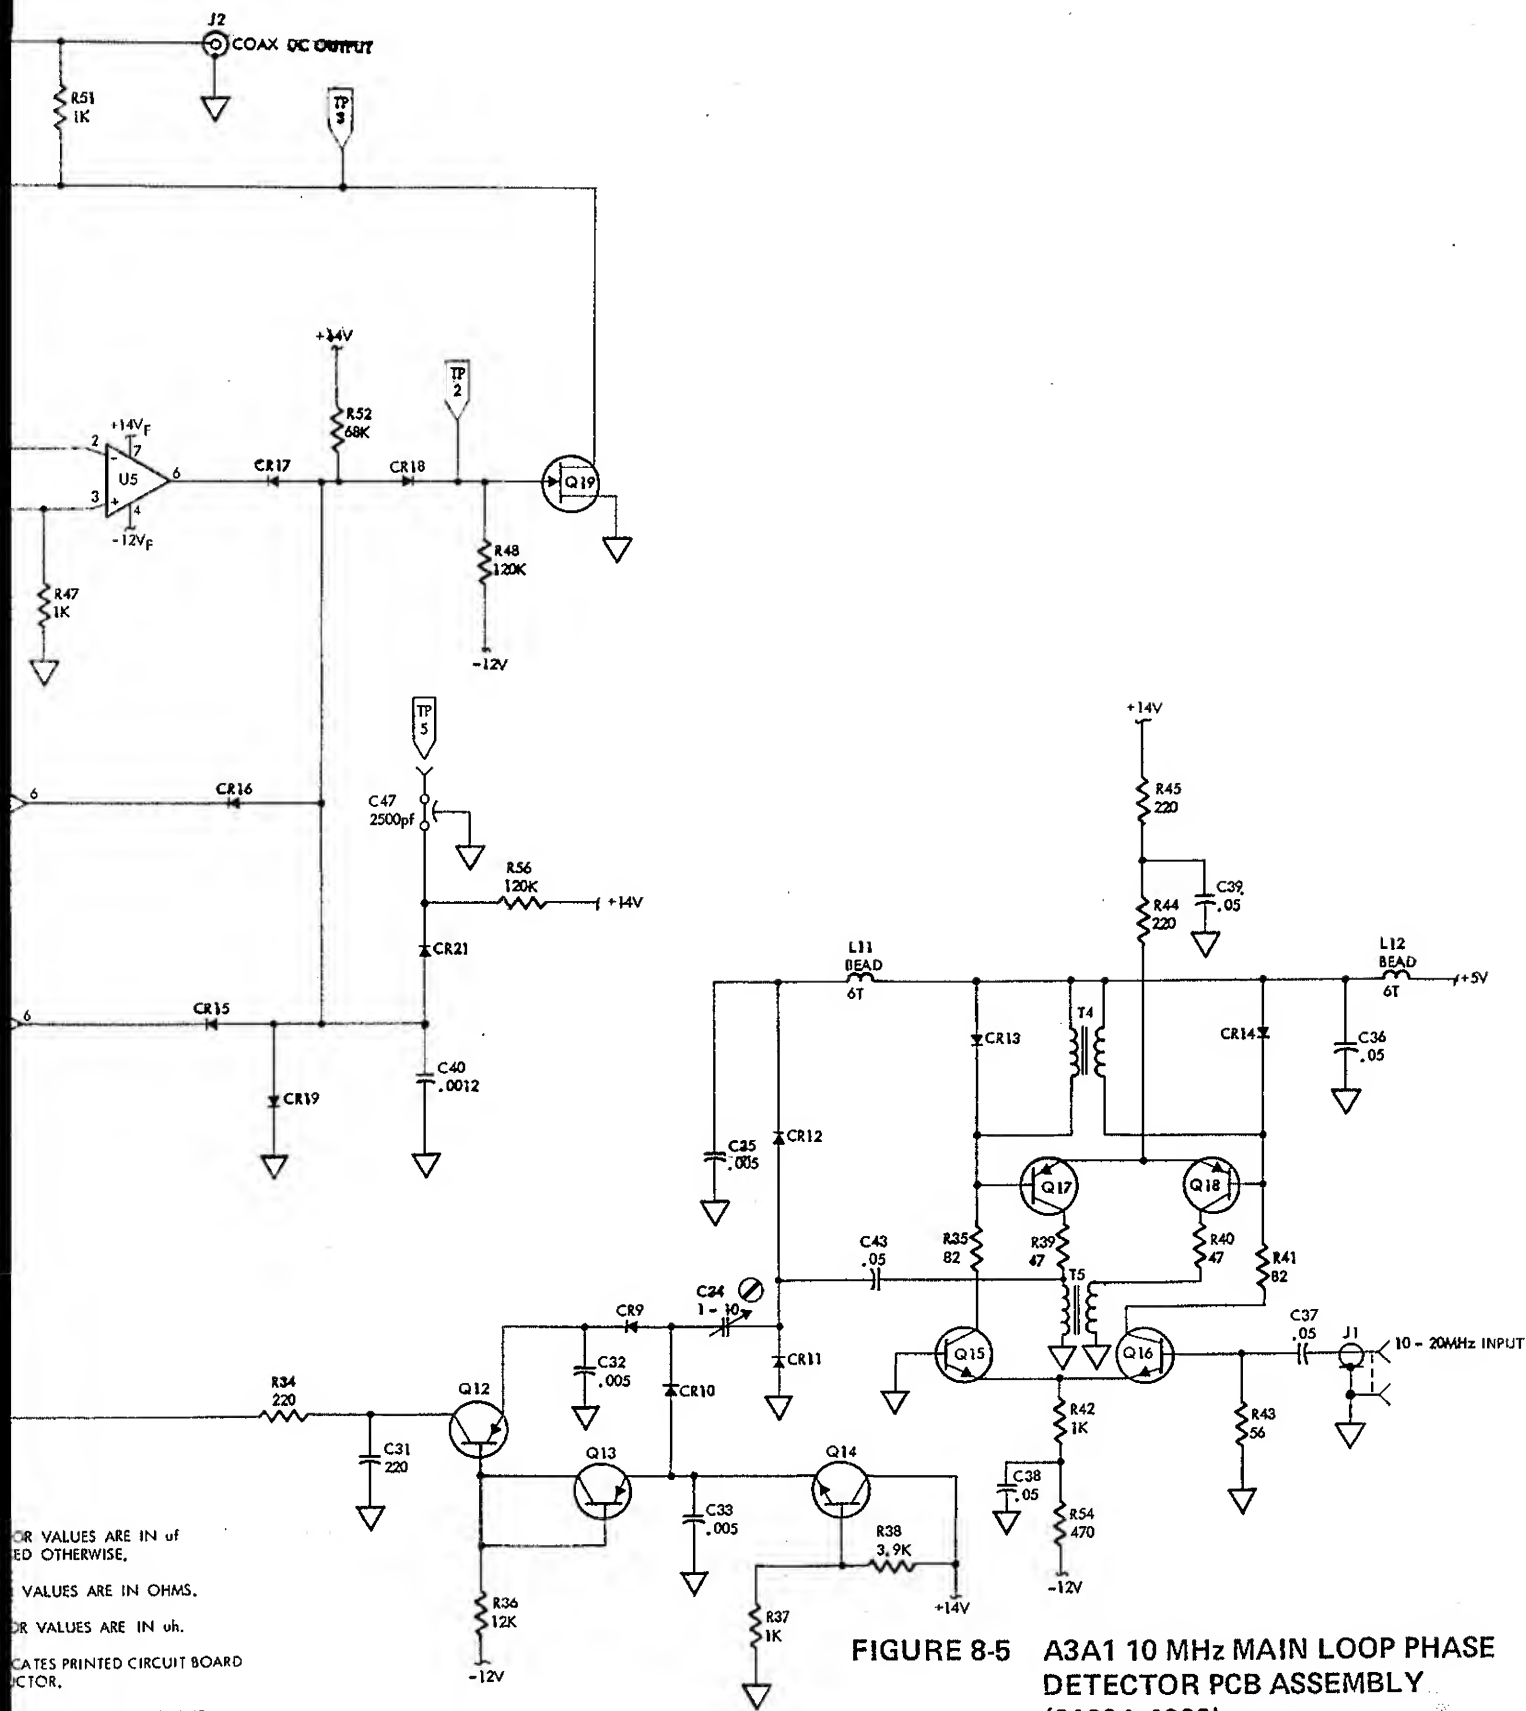 J2
COAX DC OUTPUT
R51
1K
TP
3
+14V
TP
2
R52
68K
+14VF
2
7
U5
6
3
4
-12VF
CR17
CR18
Q19
R48
120K
R47
1K
-12V
TP
5
+14V
6
CR16
C47
2500pf
R45
220
R56
120K
+14V
C39
.05
R44
220
CR21
L11
BEAD
6T
L12
BEAD
6T
+5V
6
CR15
T4
CR13
CR14
C36
.05
C40
.0012
CR19
CR12
C35
.005
Q17
Q18
C43
.05
R35
82
R39
47
R40
47
R41
82
T5
C34
1 - 10
CR9
C37
.05
J1
10 - 20MHz INPUT
Q15
Q16
CR11
C32
.005
R34
220
Q12
CR10
R42
1K
R43
56
C31
220
Q13
Q14
C38
.05
C33
.005
R38
3.9K
R54
470
-12V
R36
12K
+14V
R37
1K
-12V
OR VALUES ARE IN uf
ED OTHERWISE.
VALUES ARE IN OHMS.
OR VALUES ARE IN uh.
CATES PRINTED CIRCUIT BOARD
CTOR.
FIGURE 8-5 A3A1 10 MHz MAIN LOOP PHASE
DETECTOR PCB ASSEMBLY